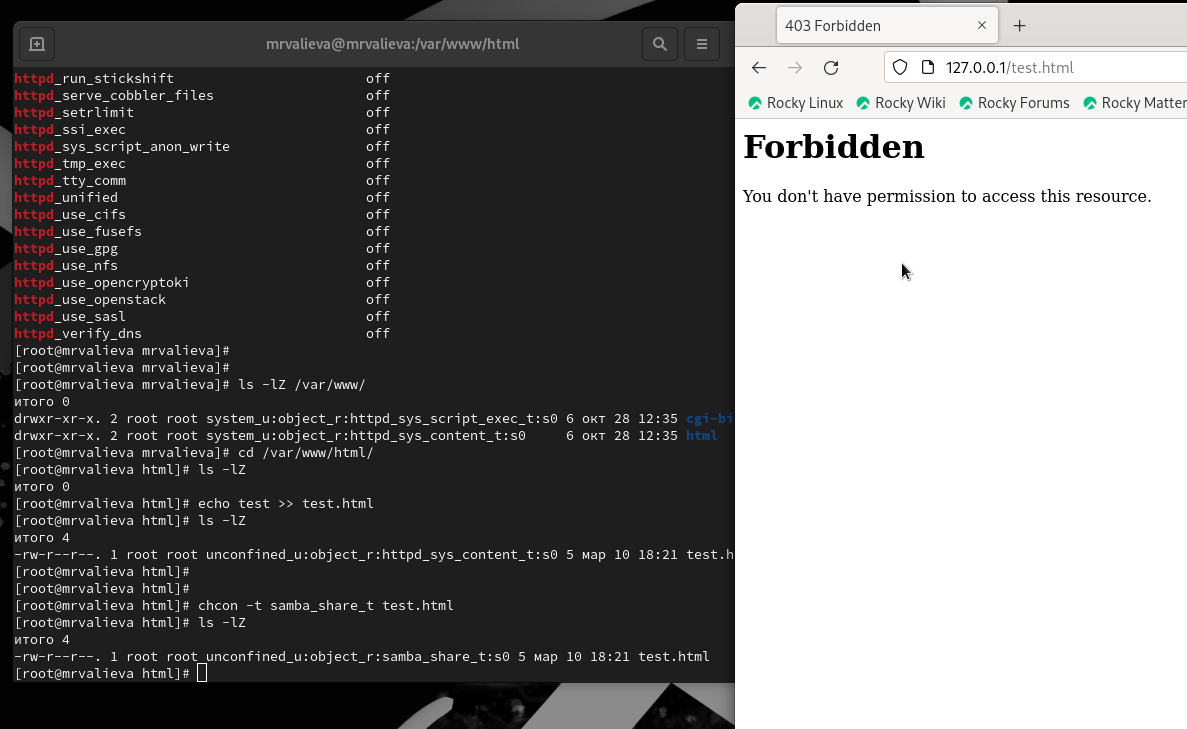 mrvalieva@mrvalieva:/var/www/html
httpd_run_stickshift off
httpd_serve_cobbler_files off
httpd_setrlimit off
httpd_ssi_exec off
httpd_sys_script_anon_write off
httpd_tmp_exec off
httpd_tty_comm off
httpd_unified off
httpd_use_cifs off
httpd_use_fusefs off
httpd_use_gpg off
httpd_use_nfs off
httpd_use_opencryptoki off
httpd_use_openstack off
httpd_use_sasl off
httpd_verify_dns off
[root@mrvalieva mrvalieva]#
[root@mrvalieva mrvalieva]#
[root@mrvalieva mrvalieva]# ls -lZ /var/www/
итого 0
drwxr-xr-x. 2 root root system_u:object_r:httpd_sys_script_exec_t:s0 6 окт 28 12:35 cgi-bi
drwxr-xr-x. 2 root root system_u:object_r:httpd_sys_content_t:s0 6 окт 28 12:35 html
[root@mrvalieva mrvalieva]# cd /var/www/html/
[root@mrvalieva html]# ls -lZ
итого 0
[root@mrvalieva html]# echo test >> test.html
[root@mrvalieva html]# ls -lZ
итого 4
-rw-r--r--. 1 root root unconfined_u:object_r:httpd_sys_content_t:s0 5 мар 10 18:21 test.h
[root@mrvalieva html]#
[root@mrvalieva html]#
[root@mrvalieva html]# chcon -t samba_share_t test.html
[root@mrvalieva html]# ls -lZ
итого 4
-rw-r--r--. 1 root root unconfined_u:object_r:samba_share_t:s0 5 мар 10 18:21 test.html
[root@mrvalieva html]#
403 Forbidden
127.0.0.1/test.html
Rocky Linux Rocky Wiki Rocky Forums Rocky Matter
Forbidden
You don't have permission to access this resource.